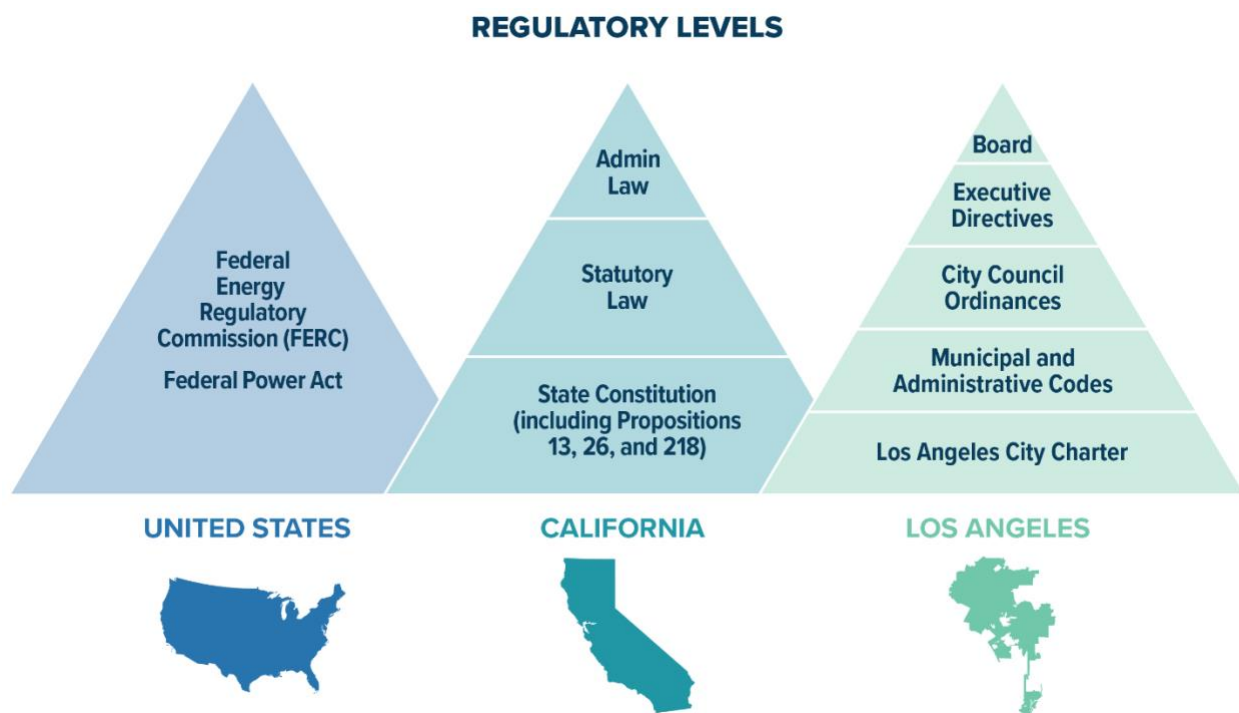 REGULATORY LEVELS
Federal
Energy
Regulatory
Commission (FERC)
Federal Power Act
UNITED STATES
Admin
Law
Statutory
Law
State Constitution
(including Propositions
13, 26, and 218)
CALIFORNIA
Board
Executive
Directives
City Council
Ordinances
Municipal and
Administrative Codes
Los Angeles City Charter
LOS ANGELES